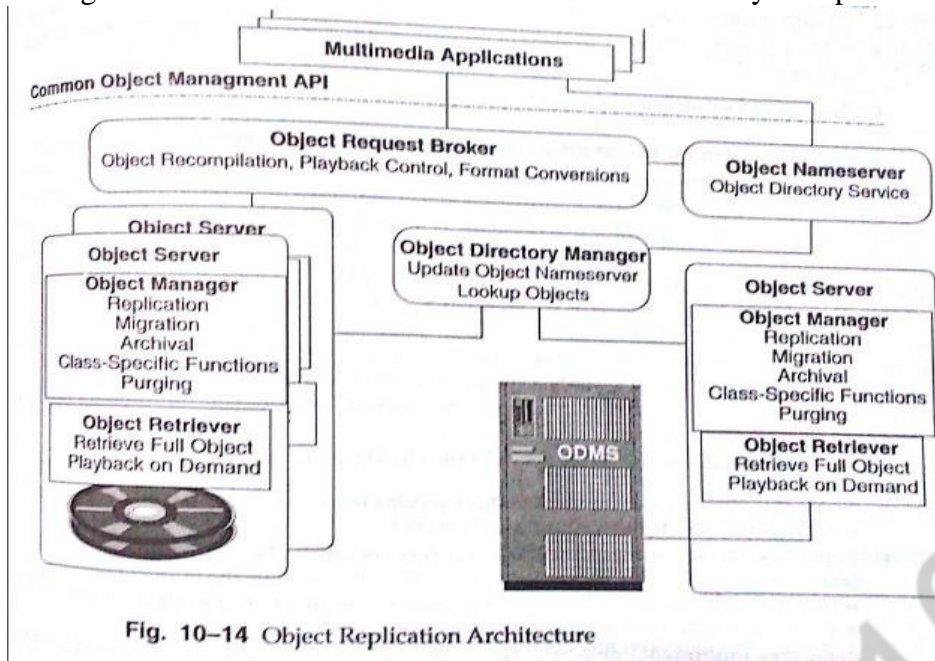 Multimedia Applications
Common Object Managment API
Object Request Broker
Object Recompilation, Playback Control, Format Conversions
Object Nameserver
Object Directory Service
Object Server
Object Server
Object Manager
Replication
Migration
Archival
Class-Specific Functions
Purging
Object Retriever
Retrieve Full Object
Playback on Demand
Object Directory Manager
Update Object Nameserver
Lookup Objects
ODMS
Object Server
Object Manager
Replication
Migration
Archival
Class-Specific Functions
Purging
Object Retriever
Retrieve Full Object
Playback on Demand
Fig. 10–14 Object Replication Architecture